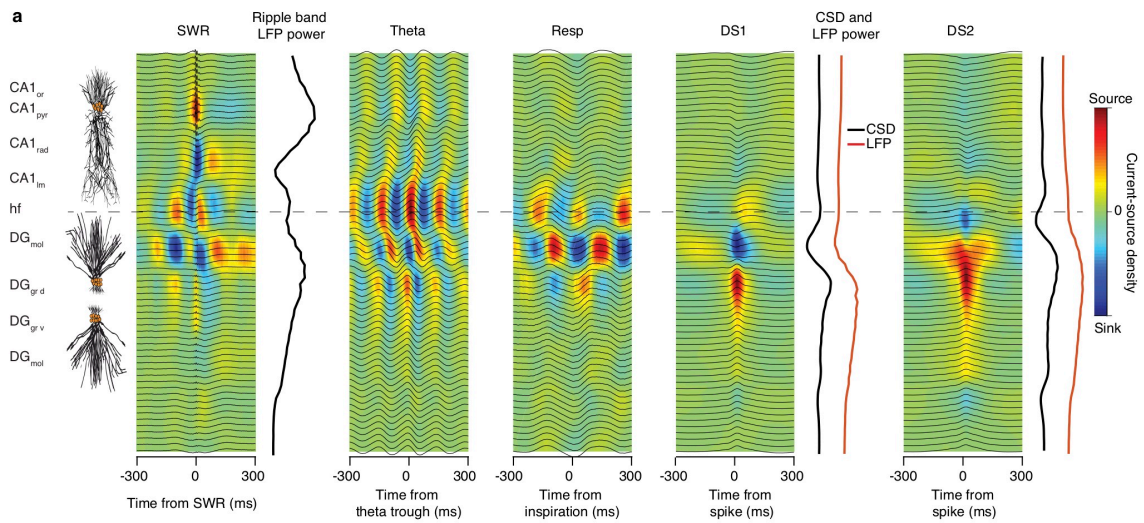 a
SWR
Ripple band
LFP power
Theta
Resp
DS1
CSD and
LFP power
DS2
CA1or
CA1pyr
CA1rad
CA1lm
hf
DGmol
DGgr d
DGgr v
DGmol
CSD
LFP
Source
0
Sink
Current-source density
-300 0 300
Time from SWR (ms)
-300 0 300
Time from
theta trough (ms)
-300 0 300
Time from
inspiration (ms)
-300 0 300
Time from
spike (ms)
-300 0 300
Time from
spike (ms)